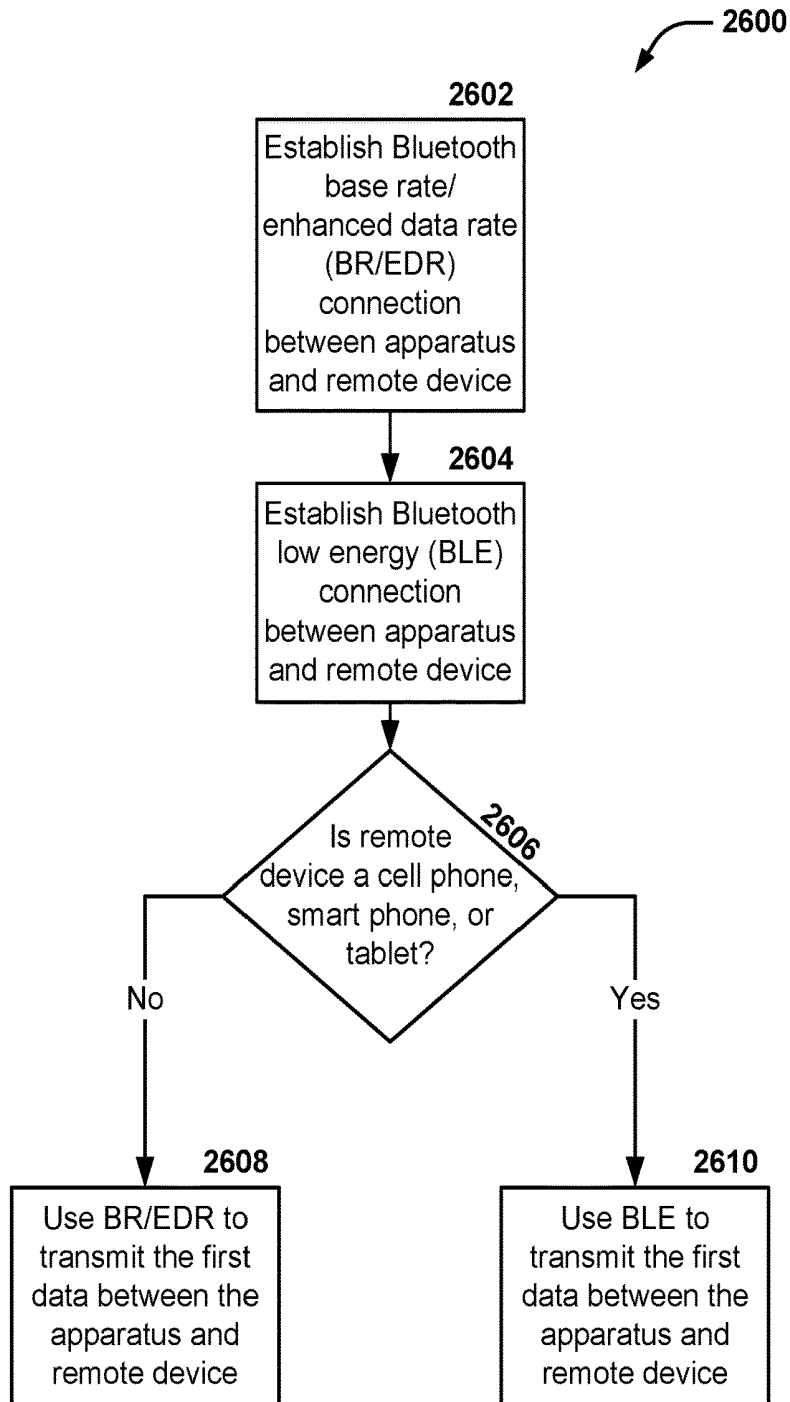 2600
2602
Establish Bluetooth
base rate/
enhanced data rate
(BR/EDR)
connection
between apparatus
and remote device
2604
Establish Bluetooth
low energy (BLE)
connection
between apparatus
and remote device
2606
Is remote
device a cell phone,
smart phone, or
tablet?
No
Yes
2608
Use BR/EDR to
transmit the first
data between the
apparatus and
remote device
2610
Use BLE to
transmit the first
data between the
apparatus and
remote device